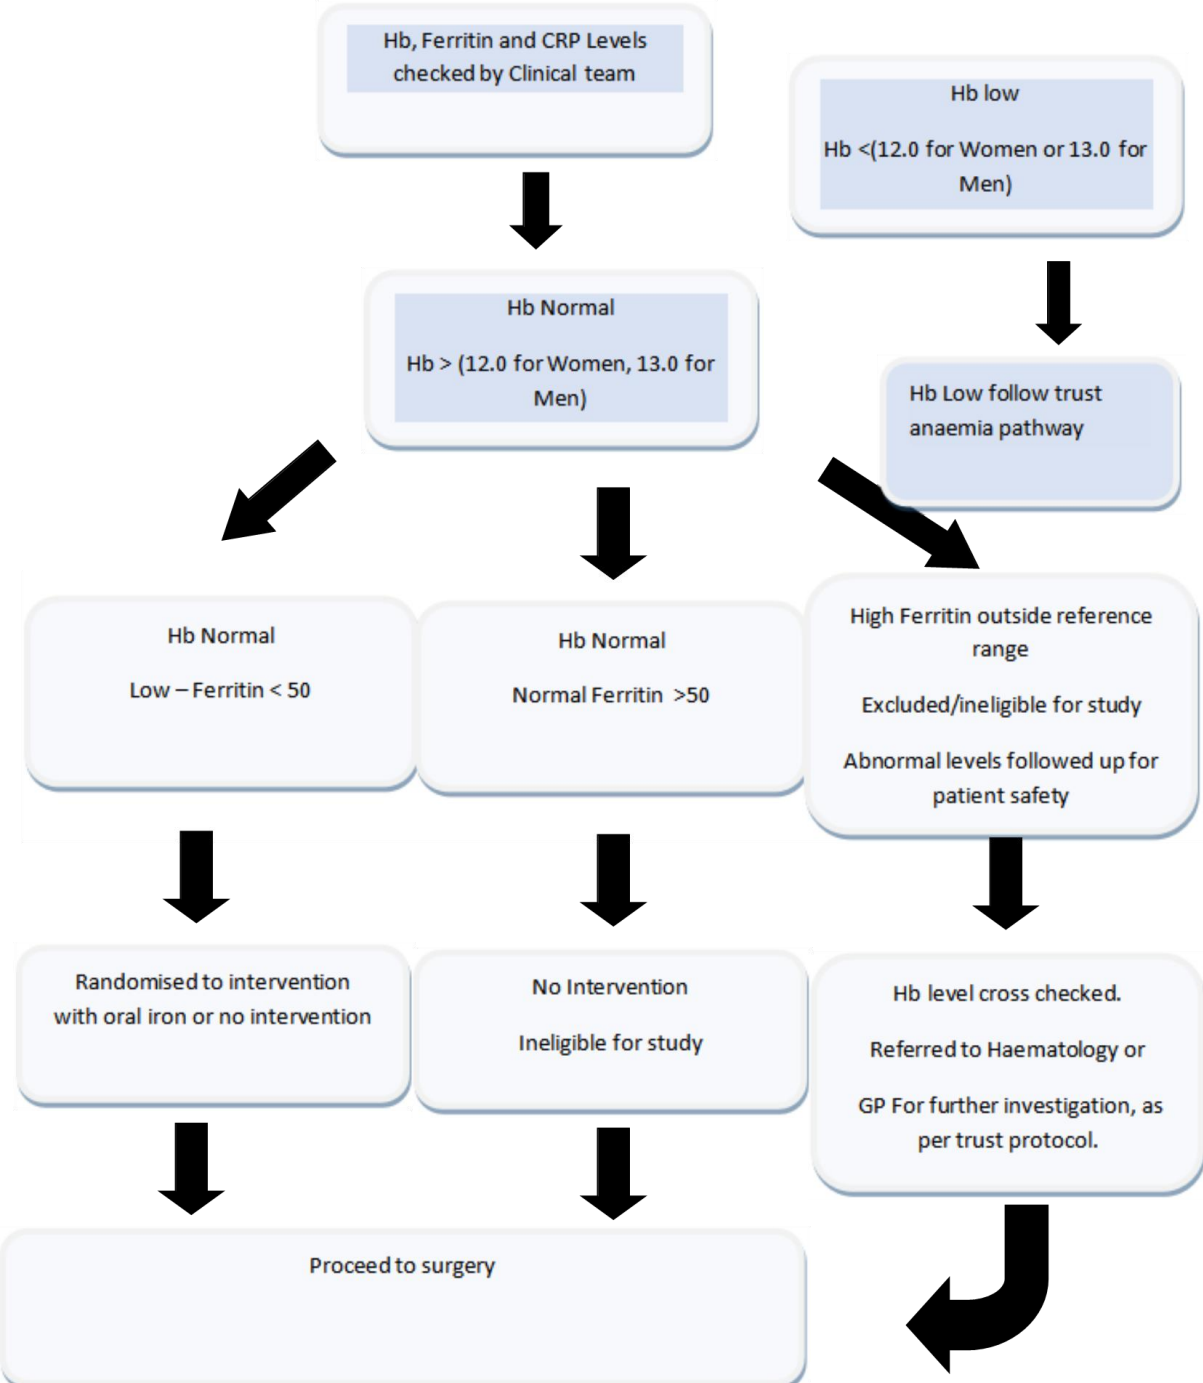 Hb, Ferritin and CRP Levels
checked by Clinical team
Hb low
Hb <(12.0 for Women or 13.0 for
Men)
Hb Normal
Hb > (12.0 for Women, 13.0 for
Men)
Hb Low follow trust
anaemia pathway
Hb Normal
Low – Ferritin < 50
Hb Normal
Normal Ferritin >50
High Ferritin outside reference
range
Excluded/ineligible for study
Abnormal levels followed up for
patient safety
Randomised to intervention
with oral iron or no intervention
No Intervention
Ineligible for study
Hb level cross checked.
Referred to Haematology or
GP For further investigation, as
per trust protocol.
Proceed to surgery